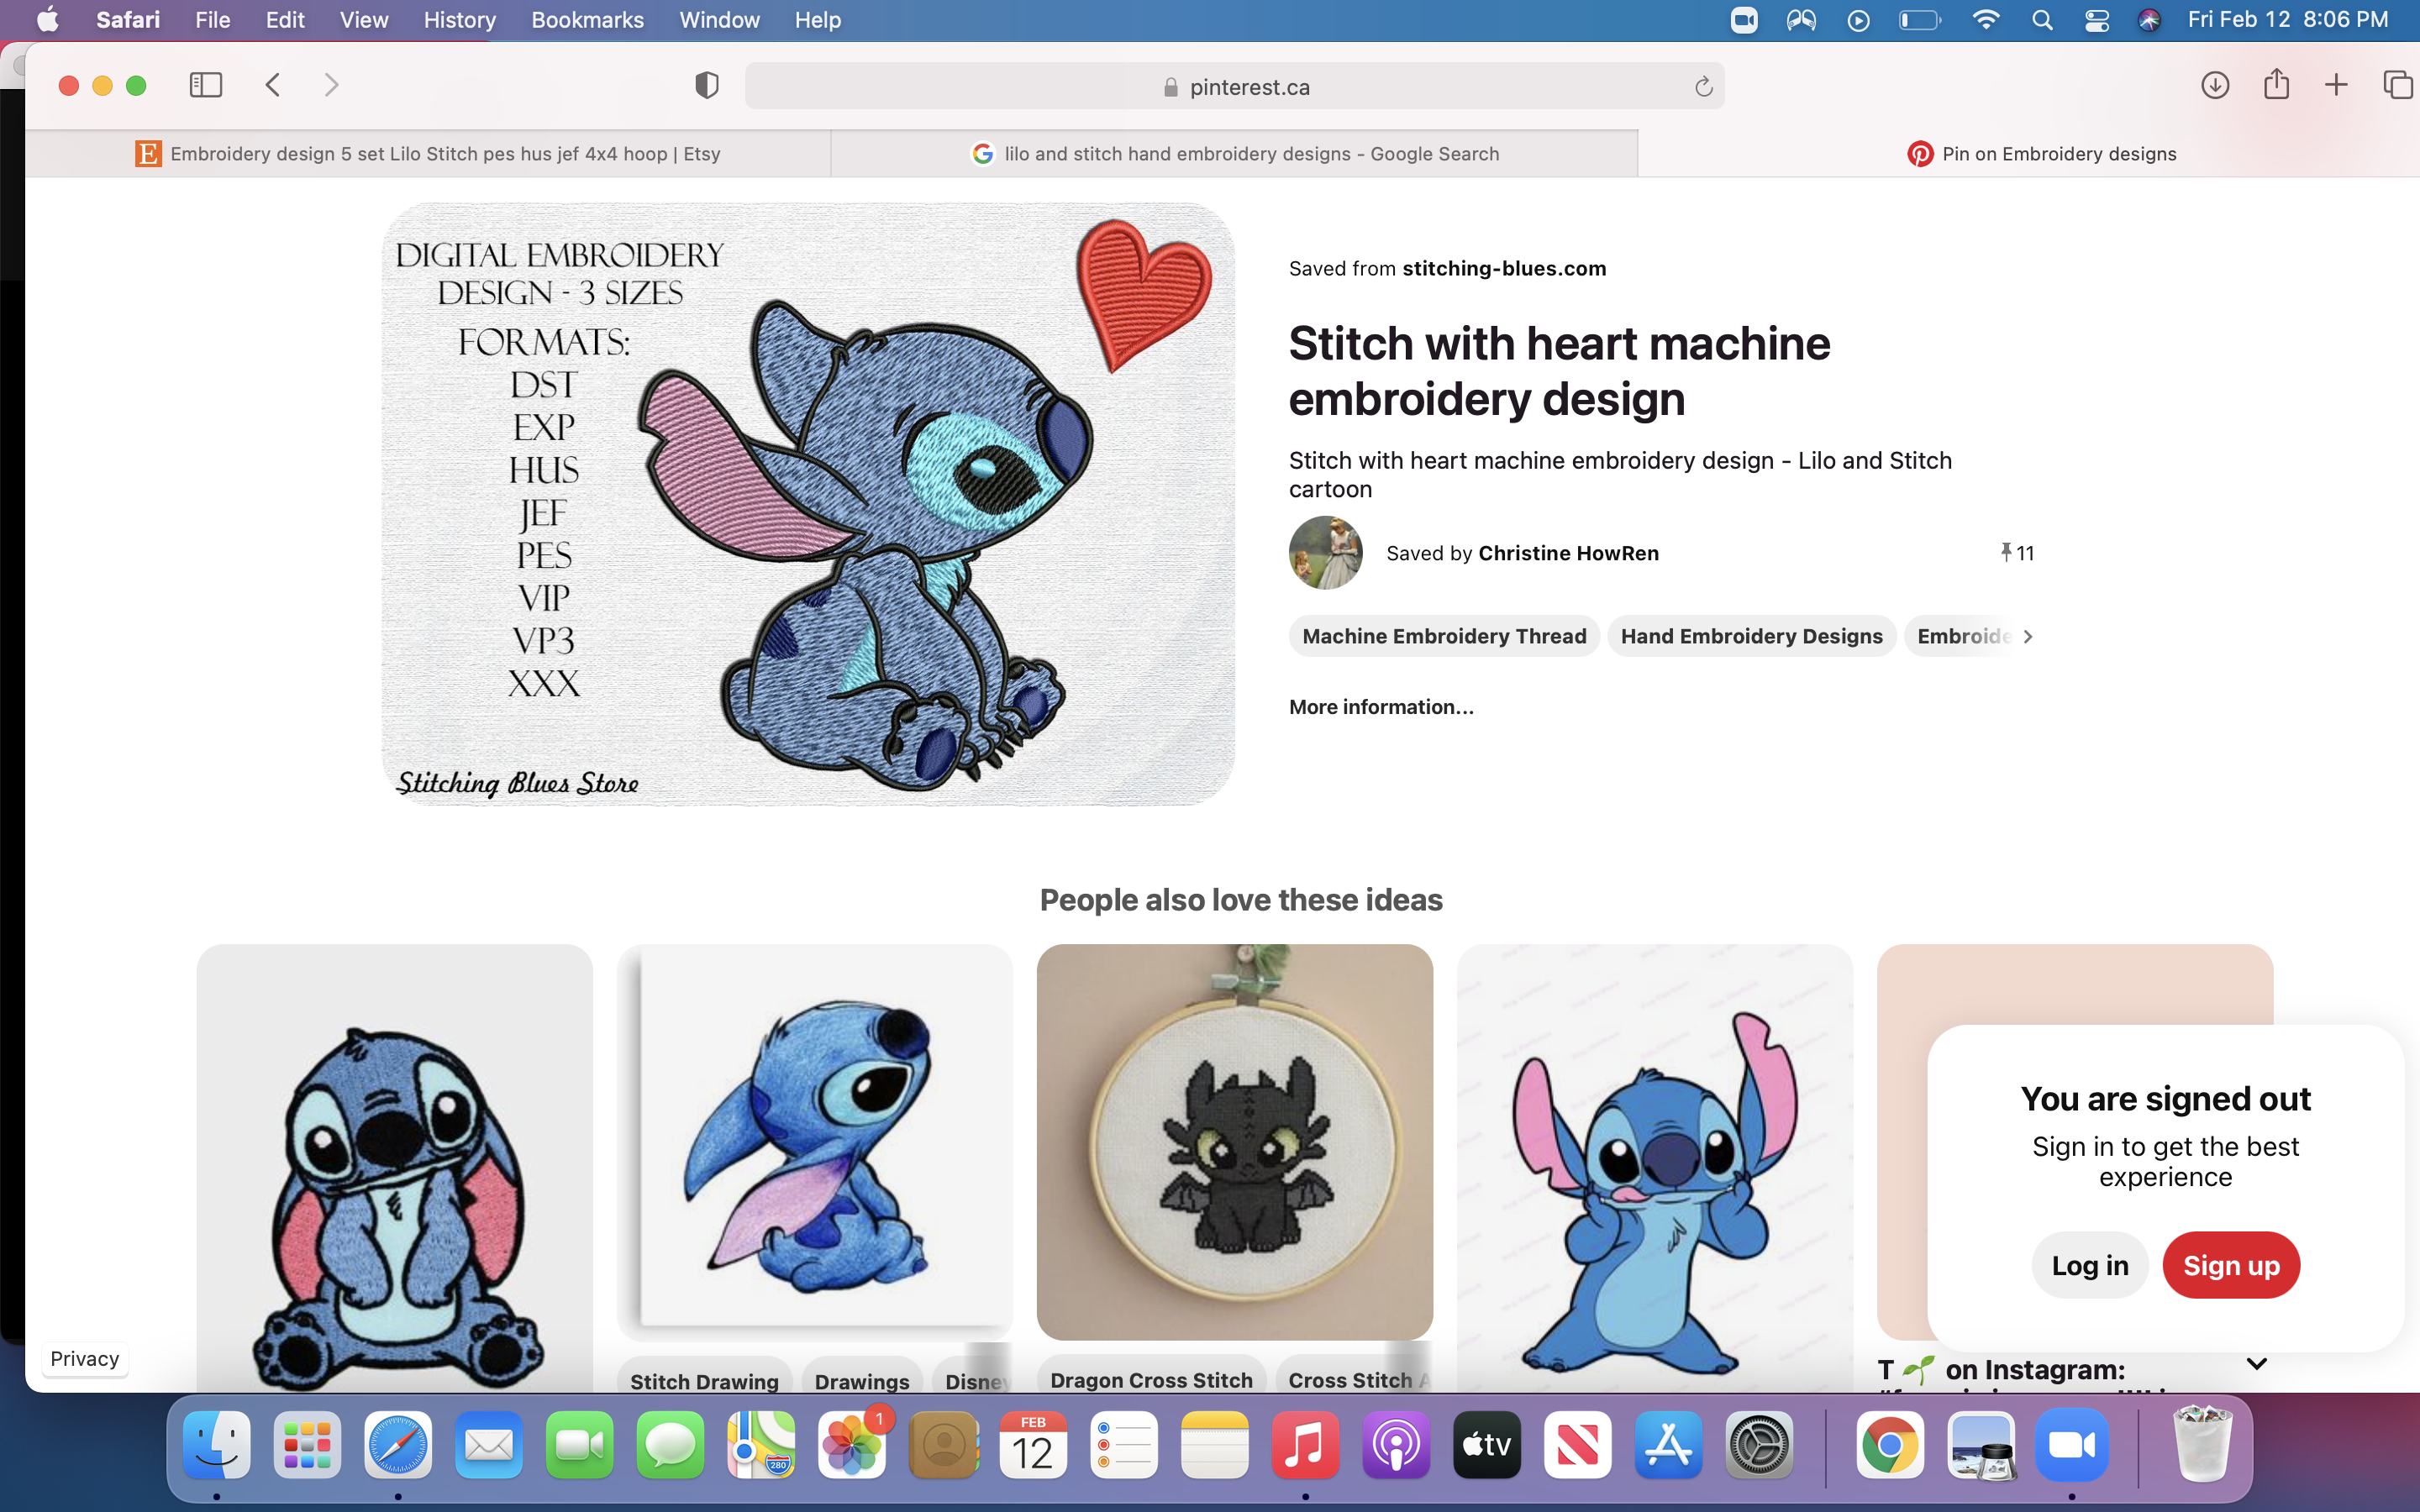 Safari File Edit View History Bookmarks Window Help
Fri Feb 12 8:06 PM
pinterest.ca
E Embroidery design 5 set Lilo Stitch pes hus jef 4x4 hoop | Etsy
lilo and stitch hand embroidery designs - Google Search
Pin on Embroidery designs
DIGITAL EMBROIDERY
DESIGN - 3 SIZES
FORMATS:
DST
EXP
HUS
JEF
PES
VIP
VP3
XXX
Stitching Blues Store
Saved from stitching-blues.com
Stitch with heart machine
embroidery design
Stitch with heart machine embroidery design - Lilo and Stitch
cartoon
Saved by Christine HowRen
11
Machine Embroidery Thread Hand Embroidery Designs Embroide
More information...
People also love these ideas
Stitch Drawing Drawings Disney
Dragon Cross Stitch Cross Stitch A
T 🌱 on Instagram:
You are signed out
Sign in to get the best
experience
Log in Sign up
Privacy
1
FEB
12
280
tv